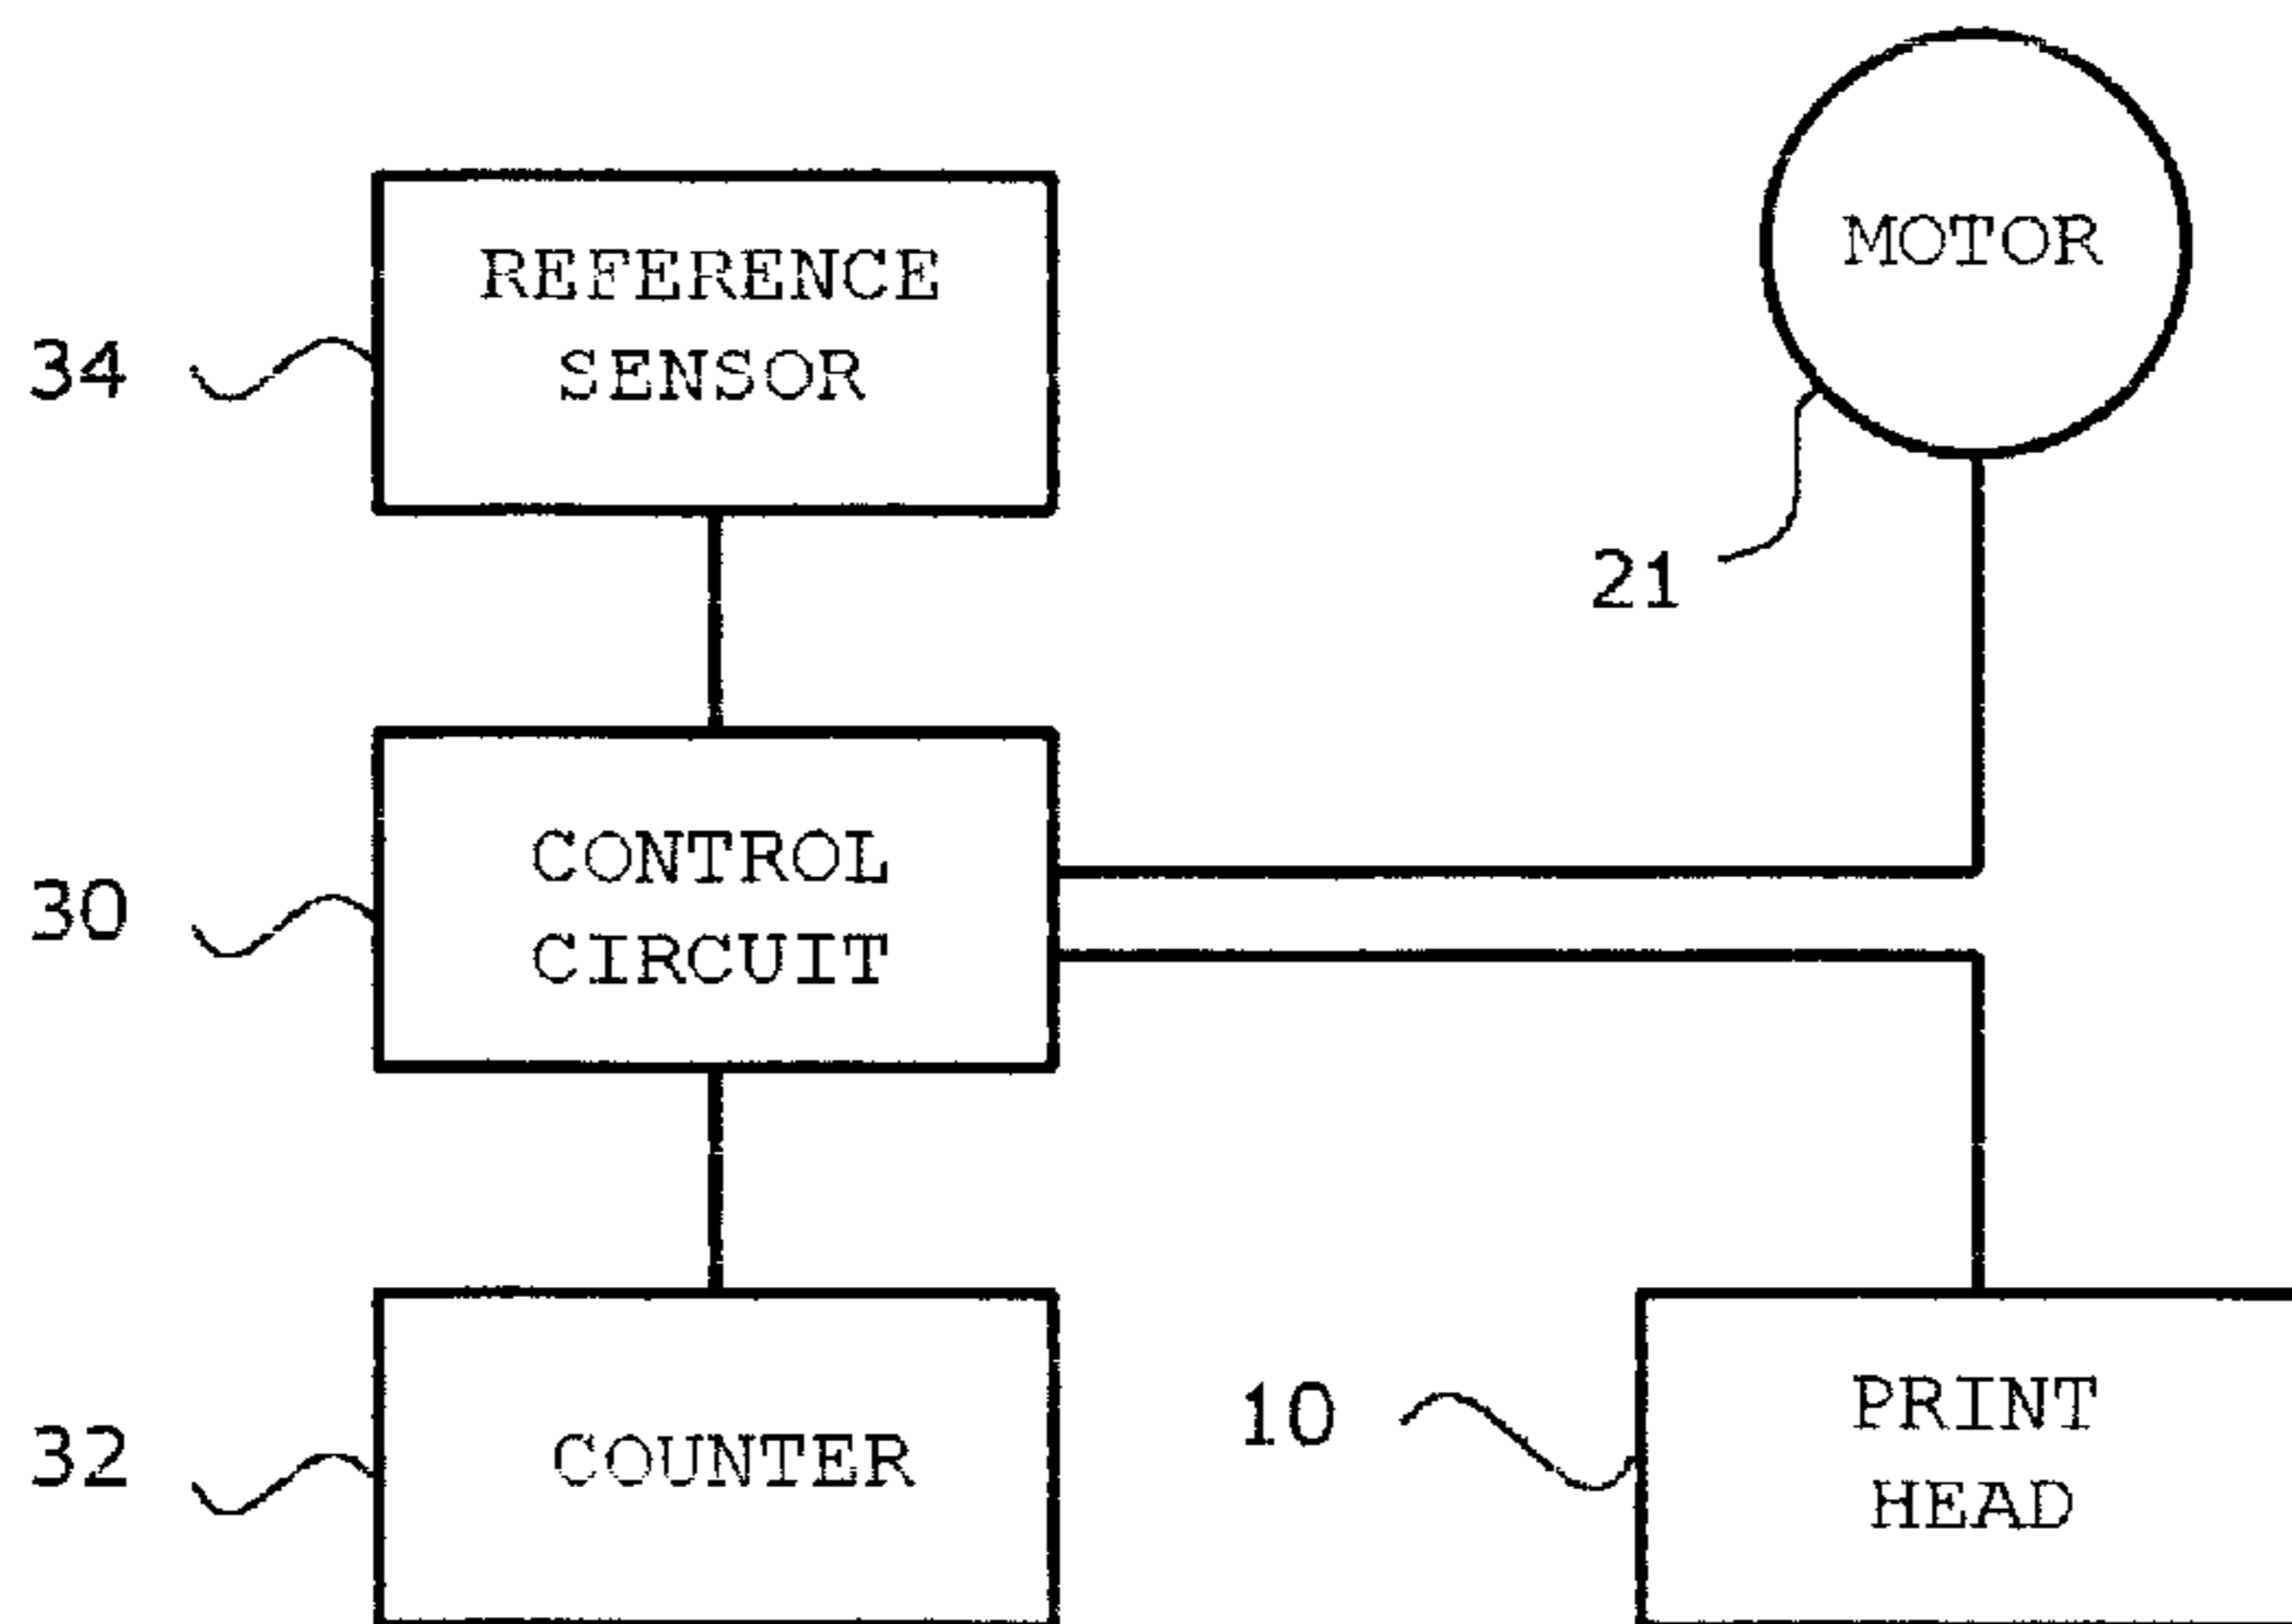 MOTOR
REFERENCE
SENSOR
34
21
CONTROL
CIRCUIT
30
PRINT
HEAD
10
COUNTER
32